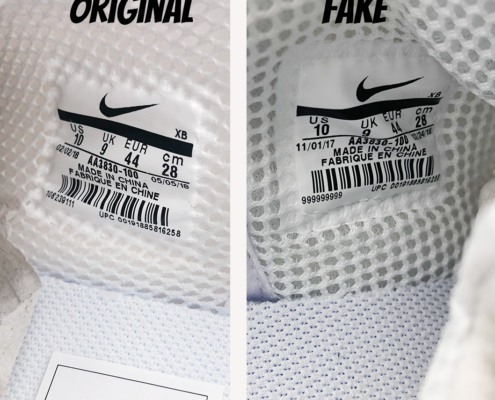 ORIGINAL
XB
US UK EUR cm
10 9 44 28
02/02/18 AA3830-100 05/05/18
MADE IN CHINA
FABRIQUE EN CHINE
UPC 00191885816258
FAKE
XB
US UK EUR cm
10 9 44 28
11/01/17 AA3830-100
MADE IN CHINA
FABRIQUE EN CHINE
UPC 00191885816258
999999999